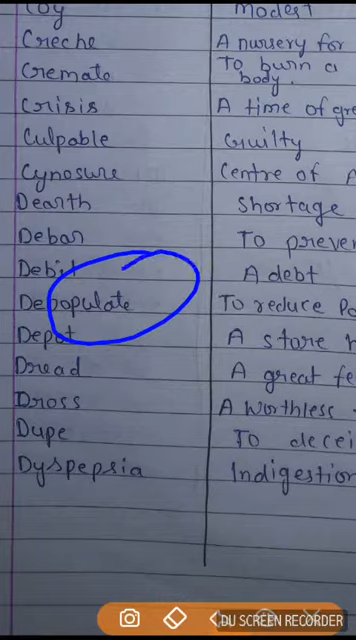 Coy Modest
Creche A nursery for
Cremate To burn a
body.
Crisis A time of gre
Culpable Guilty
Cynosure Centre of A
Dearth Shortage
Debar To preven
Debit A debt
Depopulate To reduce Po
Depot A store h
Dread A great fe
Dross A worthless
Dupe To decei
Dyspepsia Indigestion
DU SCREEN RECORDER